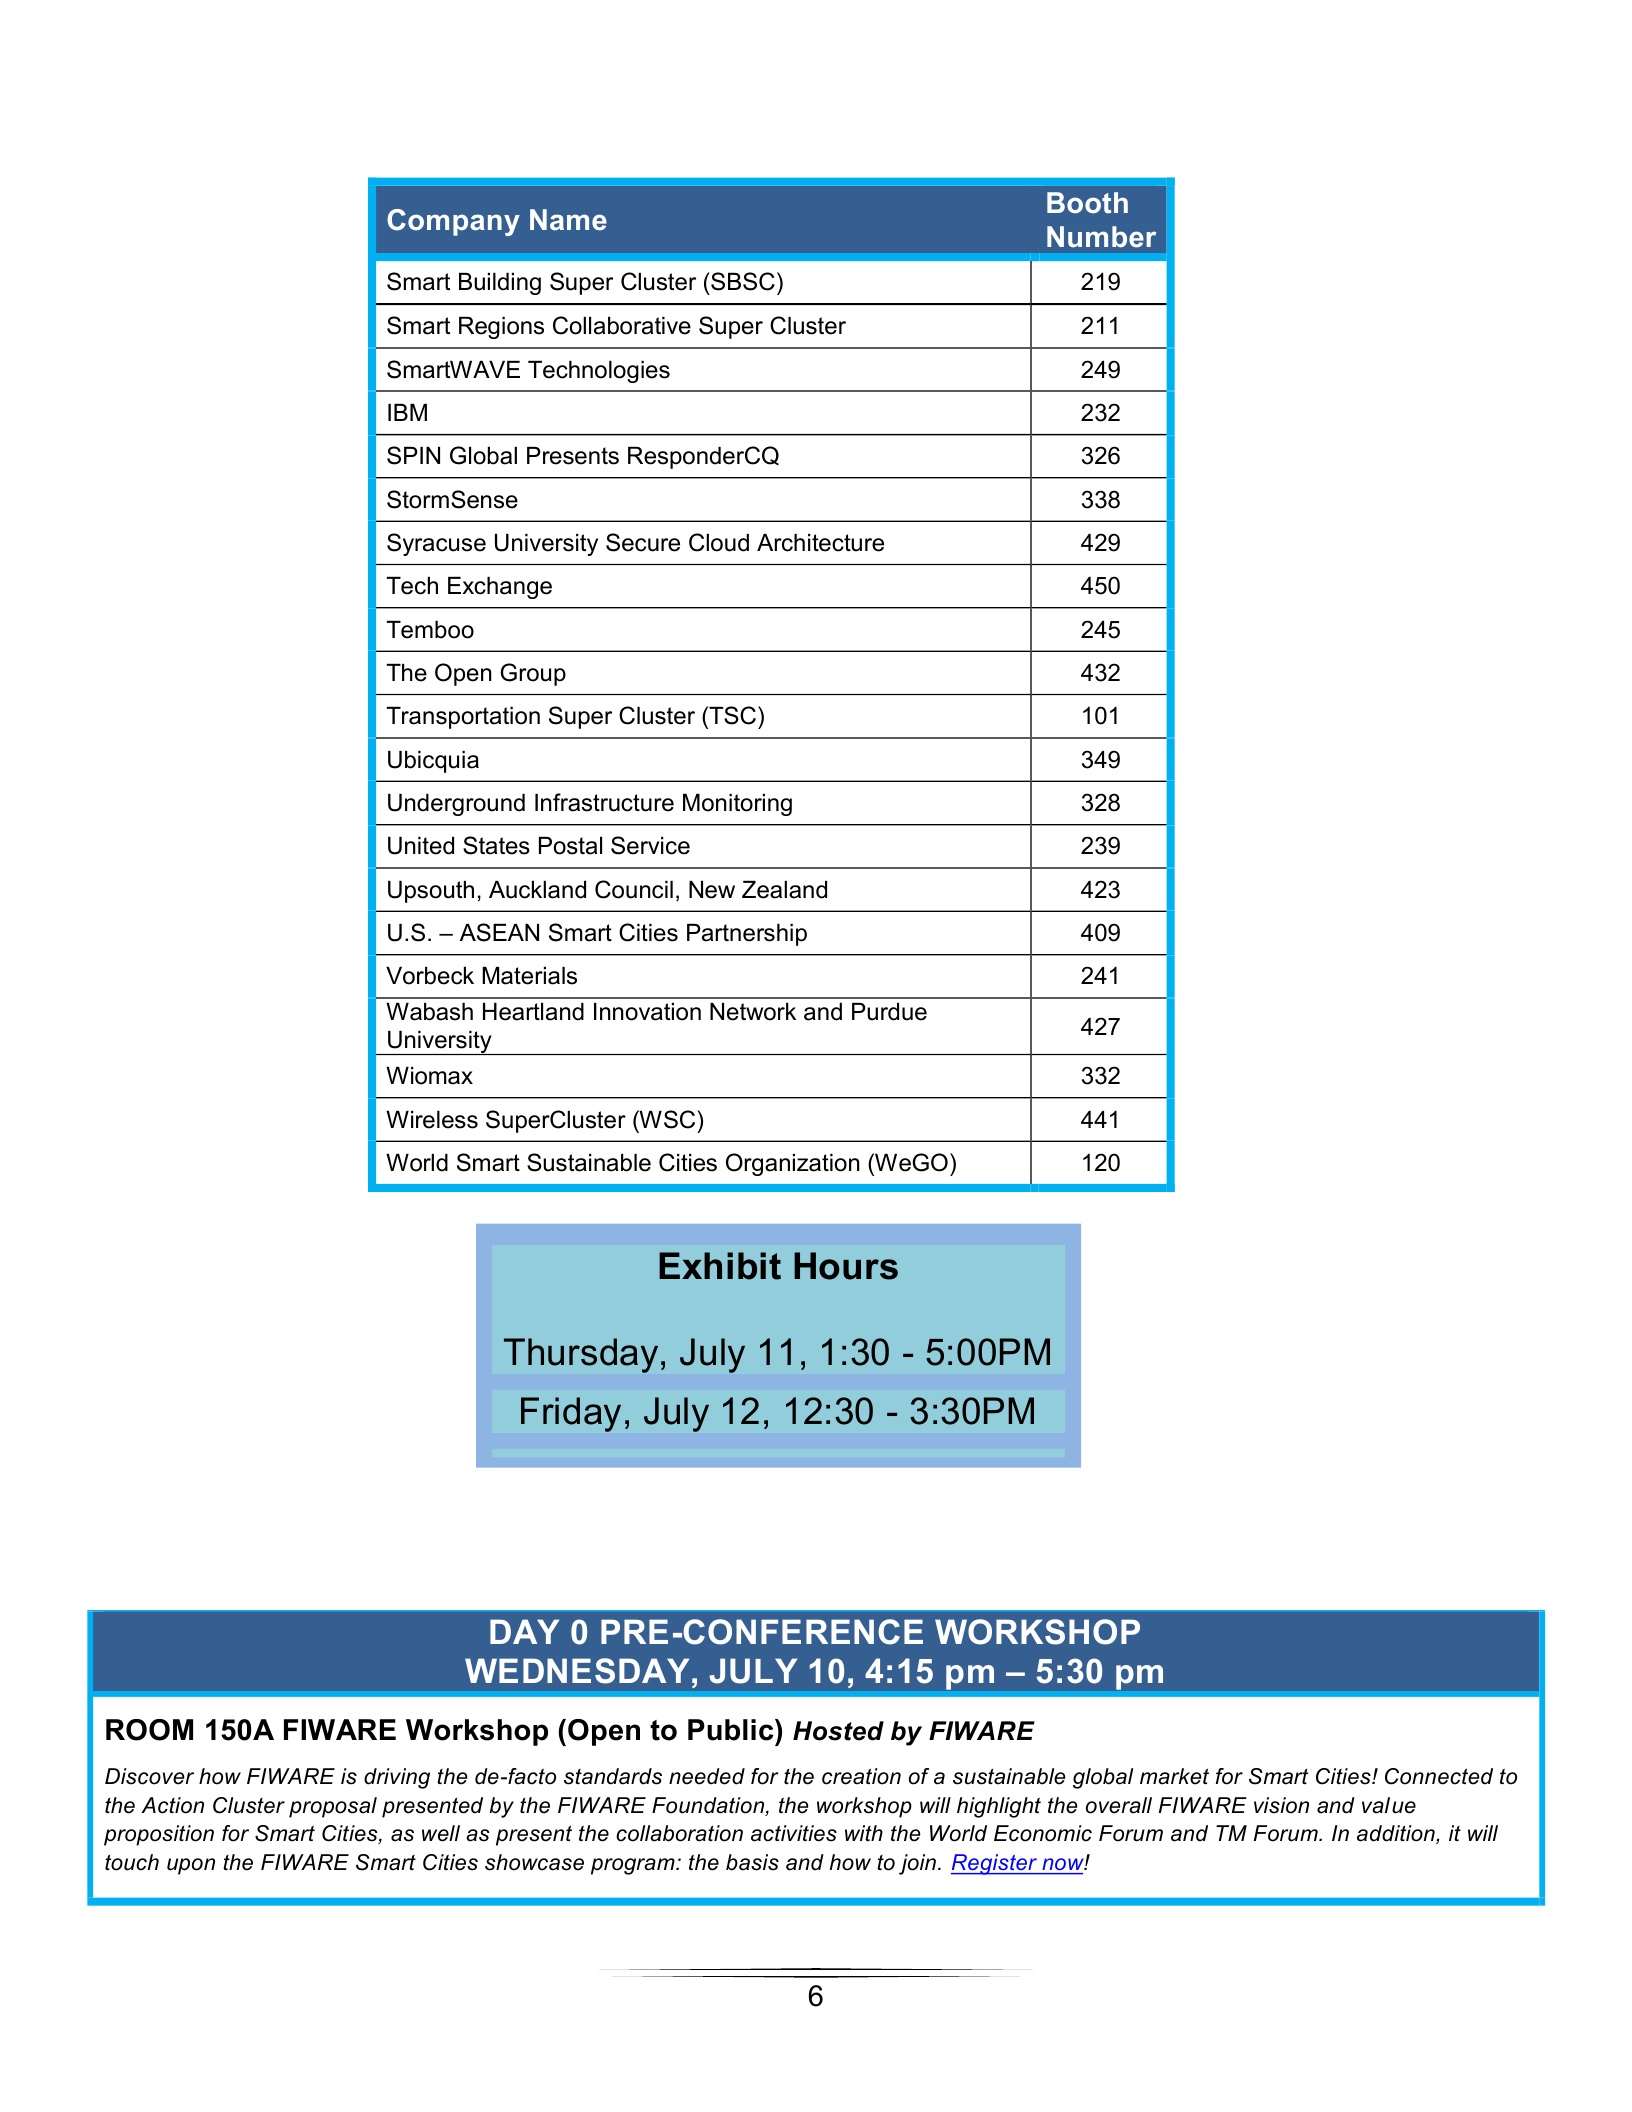 Company Name Booth Number
Smart Building Super Cluster (SBSC) 219
Smart Regions Collaborative Super Cluster 211
SmartWAVE Technologies 249
IBM 232
SPIN Global Presents ResponderCQ 326
StormSense 338
Syracuse University Secure Cloud Architecture 429
Tech Exchange 450
Temboo 245
The Open Group 432
Transportation Super Cluster (TSC) 101
Ubicquia 349
Underground Infrastructure Monitoring 328
United States Postal Service 239
Upsouth, Auckland Council, New Zealand 423
U.S. – ASEAN Smart Cities Partnership 409
Vorbeck Materials 241
Wabash Heartland Innovation Network and Purdue
University 427
Wiomax 332
Wireless SuperCluster (WSC) 441
World Smart Sustainable Cities Organization (WeGO) 120
Exhibit Hours
Thursday, July 11, 1:30 - 5:00PM
Friday, July 12, 12:30 - 3:30PM
DAY 0 PRE-CONFERENCE WORKSHOP
WEDNESDAY, JULY 10, 4:15 pm – 5:30 pm
ROOM 150A FIWARE Workshop (Open to Public) Hosted by FIWARE
Discover how FIWARE is driving the de-facto standards needed for the creation of a sustainable global market for Smart Cities! Connected to
the Action Cluster proposal presented by the FIWARE Foundation, the workshop will highlight the overall FIWARE vision and value
proposition for Smart Cities, as well as present the collaboration activities with the World Economic Forum and TM Forum. In addition, it will
touch upon the FIWARE Smart Cities showcase program: the basis and how to join. Register now!
6